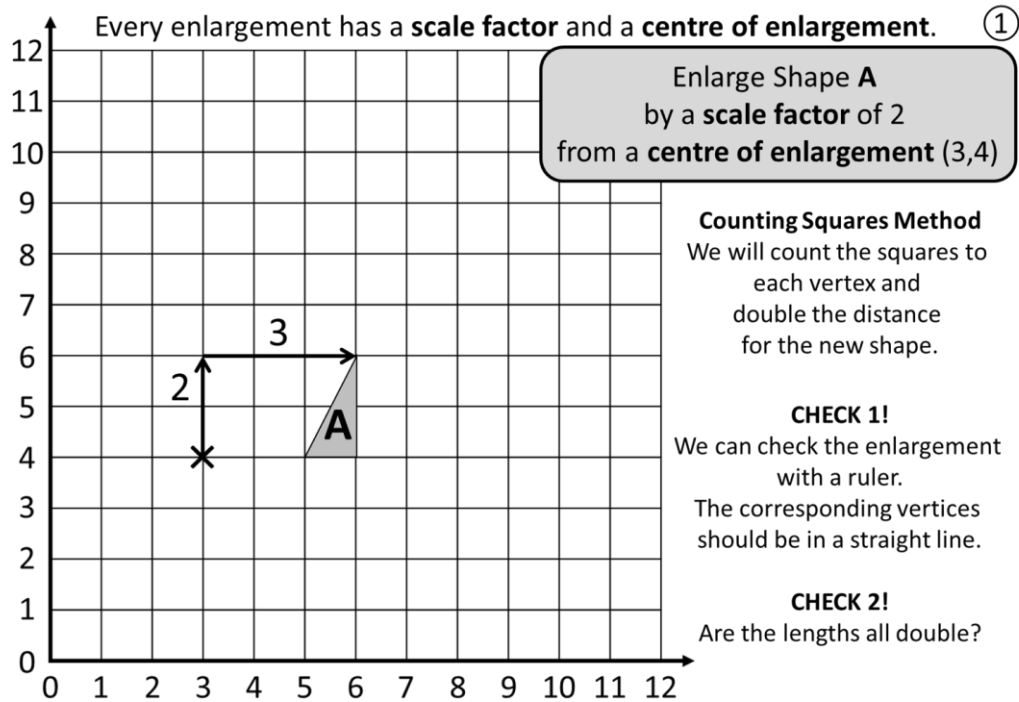 Every enlargement has a scale factor and a centre of enlargement.
1
Enlarge Shape A
by a scale factor of 2
from a centre of enlargement (3,4)
12
11
10
9
8
7
6
5
4
3
2
1
0
3
2
A
0 1 2 3 4 5 6 7 8 9 10 11 12
Counting Squares Method
We will count the squares to
each vertex and
double the distance
for the new shape.
CHECK 1!
We can check the enlargement
with a ruler.
The corresponding vertices
should be in a straight line.
CHECK 2!
Are the lengths all double?